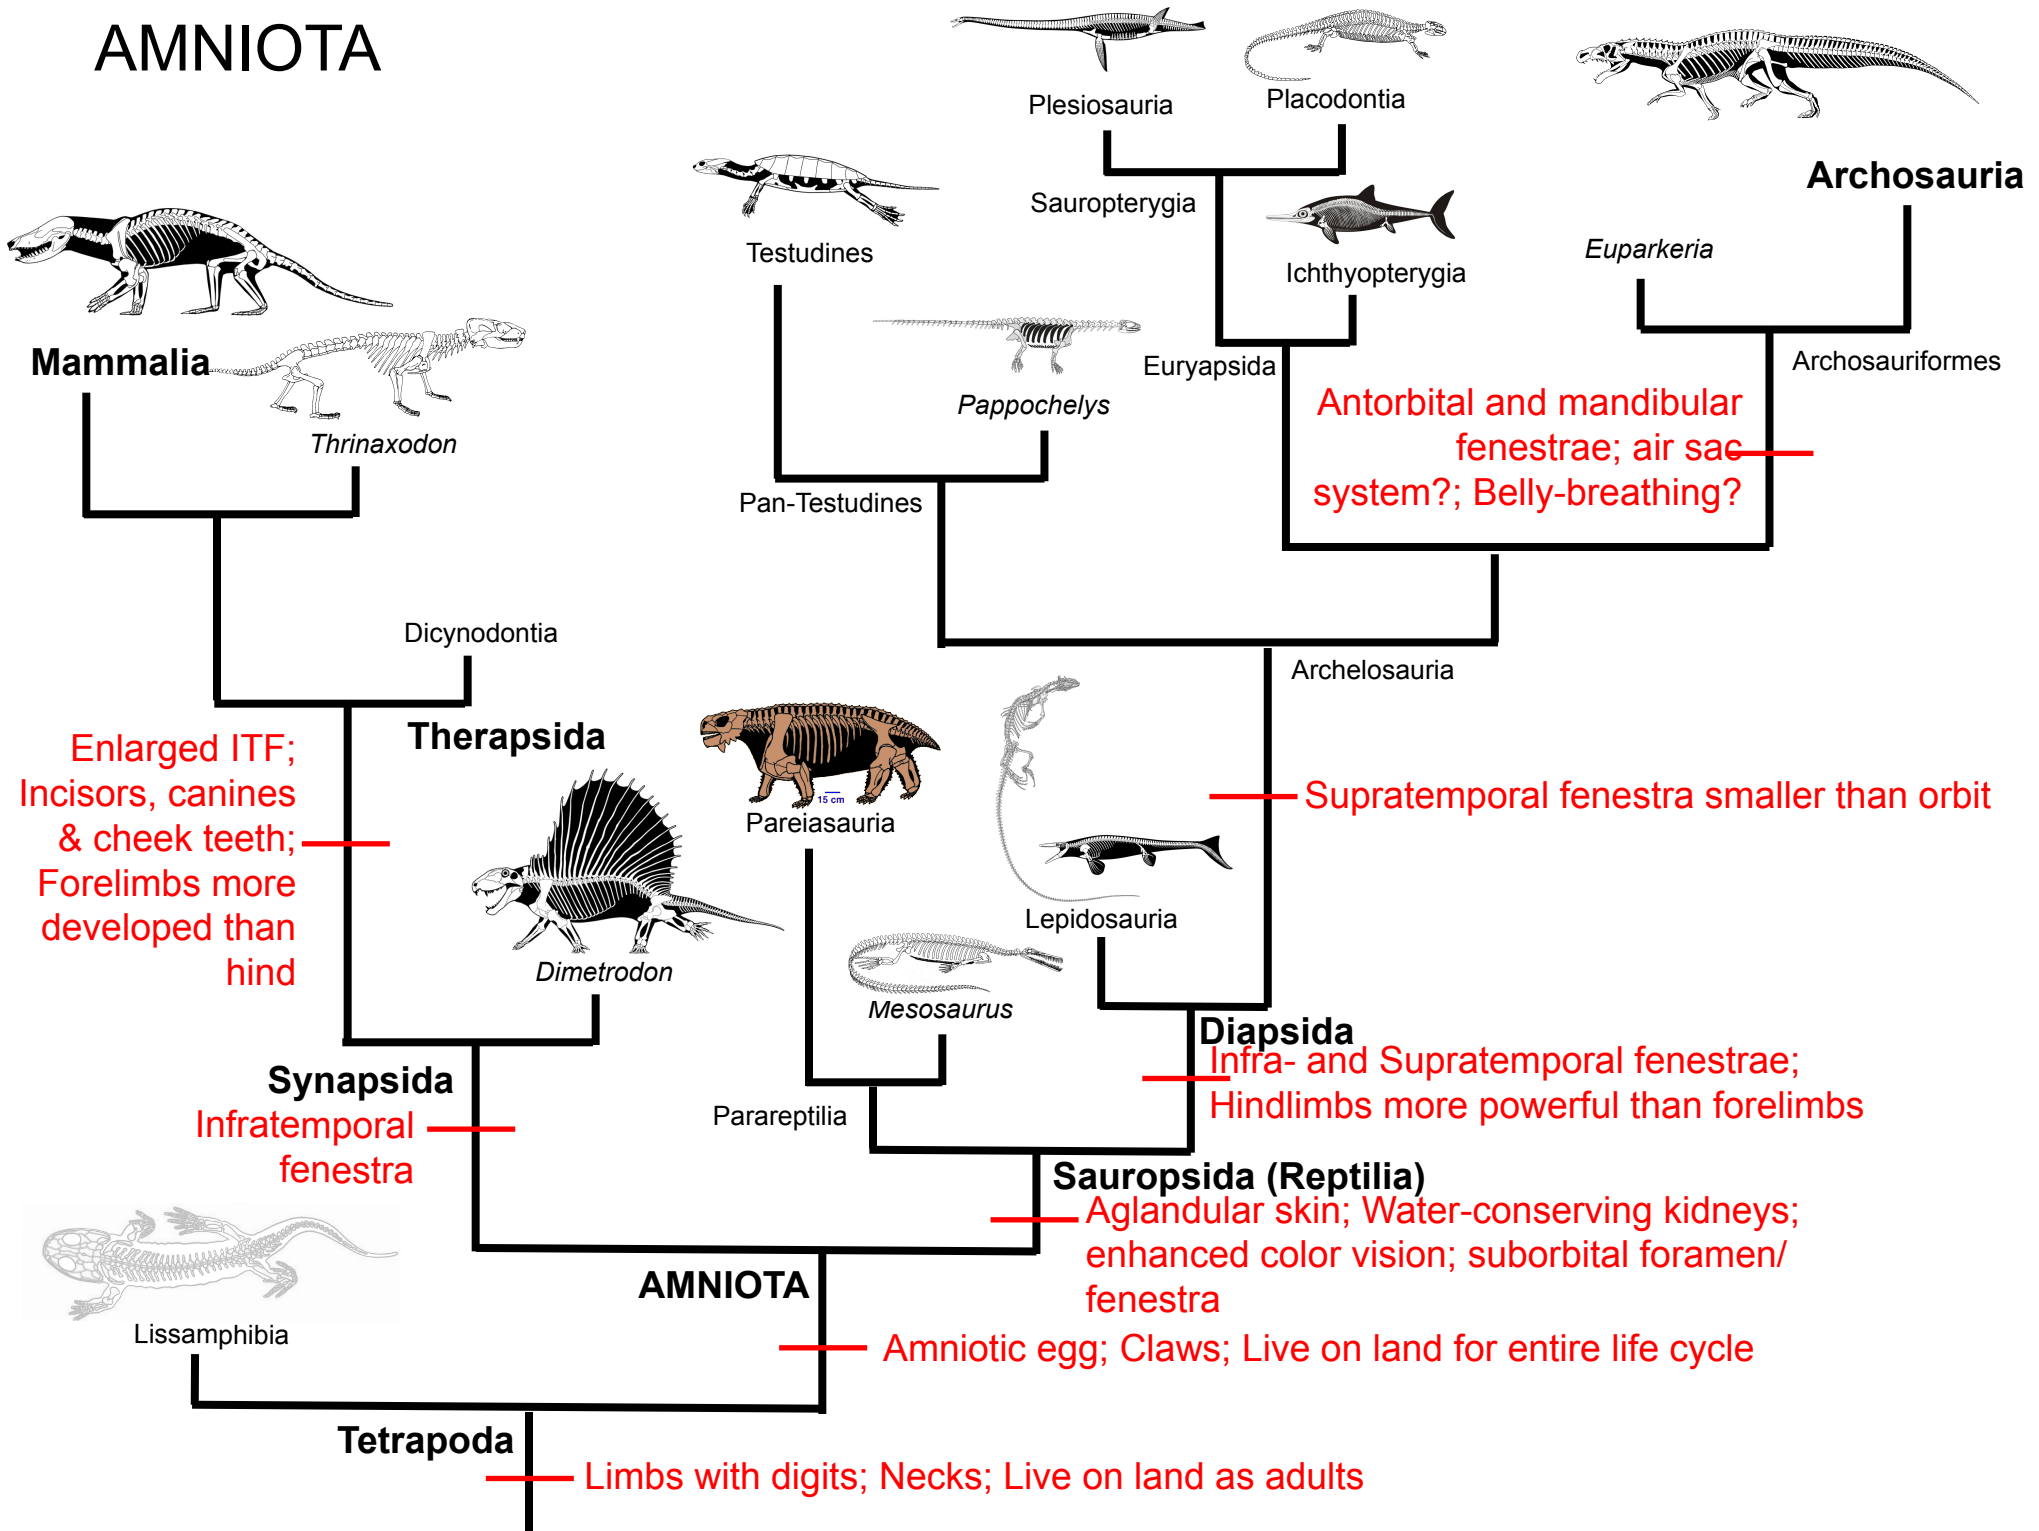 AMNIOTA
Plesiosauria
Placodontia
Archosauria
Sauropterygia
Testudines
Euparkeria
Ichthyopterygia
Mammalia
Euryapsida
Archosauriformes
Pappochelys
Thrinaxodon
Antorbital and mandibular
fenestrae; air sac
system?; Belly-breathing?
Pan-Testudines
Dicynodontia
Archelosauria
Therapsida
Enlarged ITF;
Incisors, canines
& cheek teeth;
Forelimbs more
developed than
hind
15 cm
Pareiasauria
Supratemporal fenestra smaller than orbit
Lepidosauria
Dimetrodon
Mesosaurus
Diapsida
Infra- and Supratemporal fenestrae;
Hindlimbs more powerful than forelimbs
Synapsida
Infratemporal
fenestra
Parareptilia
Sauropsida (Reptilia)
Aglandular skin; Water-conserving kidneys;
enhanced color vision; suborbital foramen/
fenestra
AMNIOTA
Lissamphibia
Amniotic egg; Claws; Live on land for entire life cycle
Tetrapoda
Limbs with digits; Necks; Live on land as adults